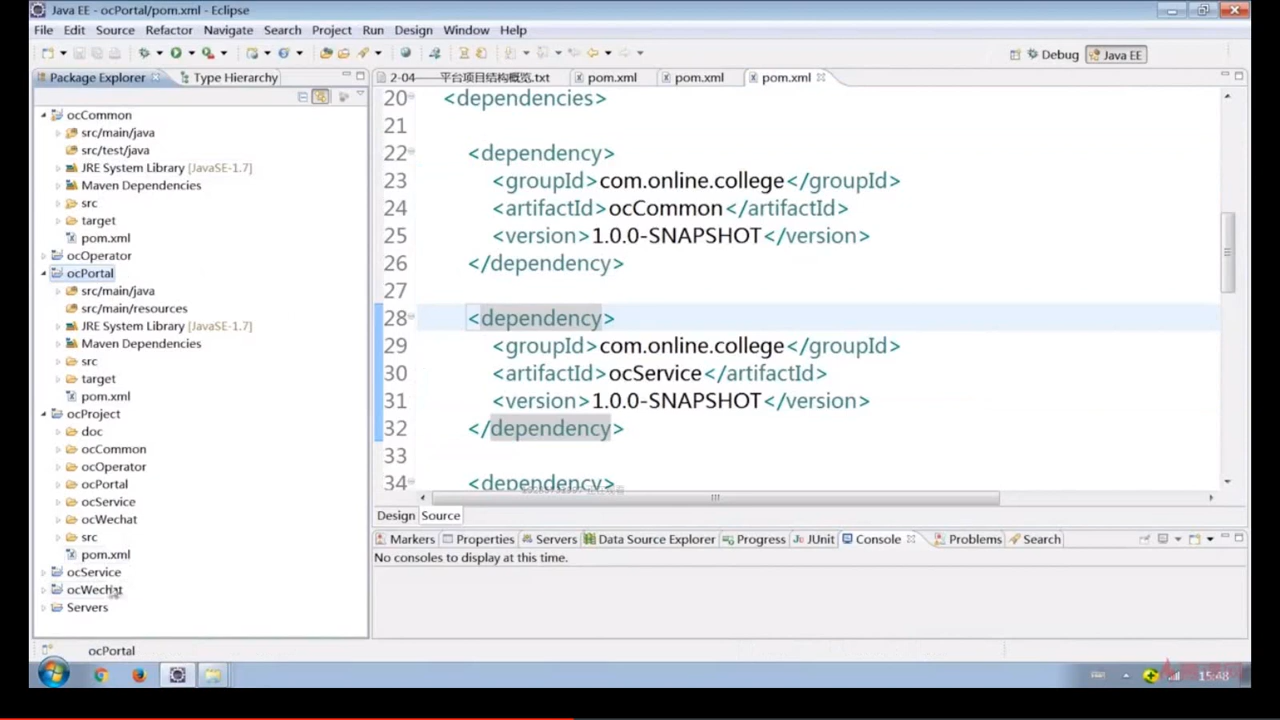 Java EE - ocPortal/pom.xml - Eclipse
File Edit Source Refactor Navigate Search Project Run Design Window Help
Debug Java EE
Package Explorer Type Hierarchy
2-04——平台项目结构概览.txt pom.xml pom.xml pom.xml
ocCommon
src/main/java
src/test/java
JRE System Library [JavaSE-1.7]
Maven Dependencies
src
target
pom.xml
ocOperator
ocPortal
src/main/java
src/main/resources
JRE System Library [JavaSE-1.7]
Maven Dependencies
src
target
pom.xml
ocProject
doc
ocCommon
ocOperator
ocPortal
ocService
ocWechat
src
pom.xml
ocService
ocWechat
Servers
20 <dependencies>
21
22 <dependency>
23 <groupId>com.online.college</groupId>
24 <artifactId>ocCommon</artifactId>
25 <version>1.0.0-SNAPSHOT</version>
26 </dependency>
27
28 <dependency>
29 <groupId>com.online.college</groupId>
30 <artifactId>ocService</artifactId>
31 <version>1.0.0-SNAPSHOT</version>
32 </dependency>
33
34 <dependency>
Design Source
Markers Properties Servers Data Source Explorer Progress JUnit Console Problems Search
No consoles to display at this time.
ocPortal
15:48